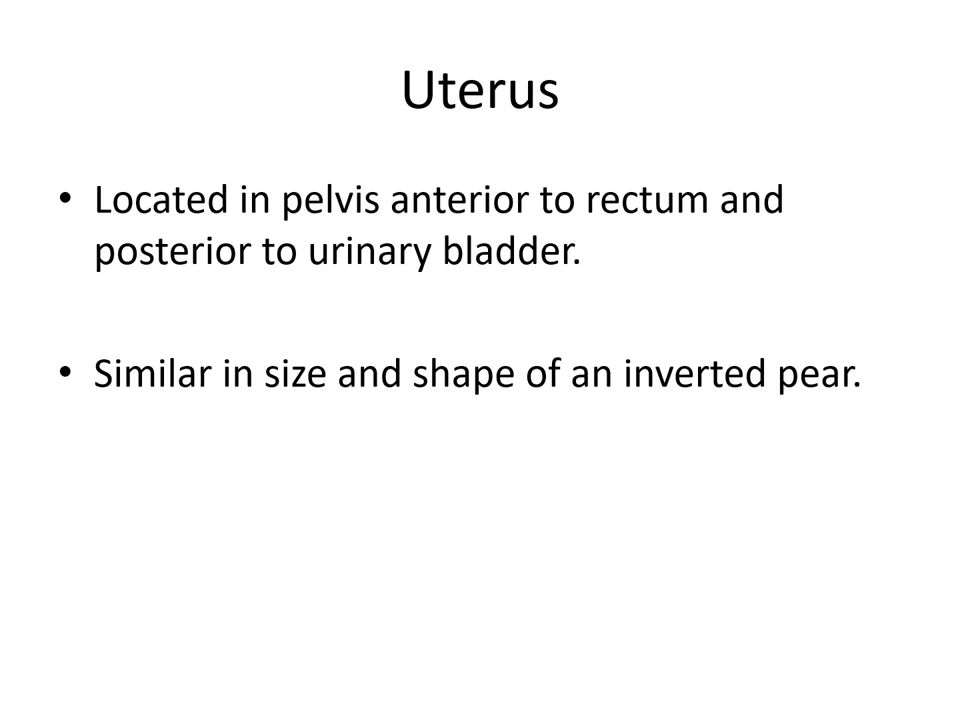 Uterus
• Located in pelvis anterior to rectum and
posterior to urinary bladder.
• Similar in size and shape of an inverted pear.